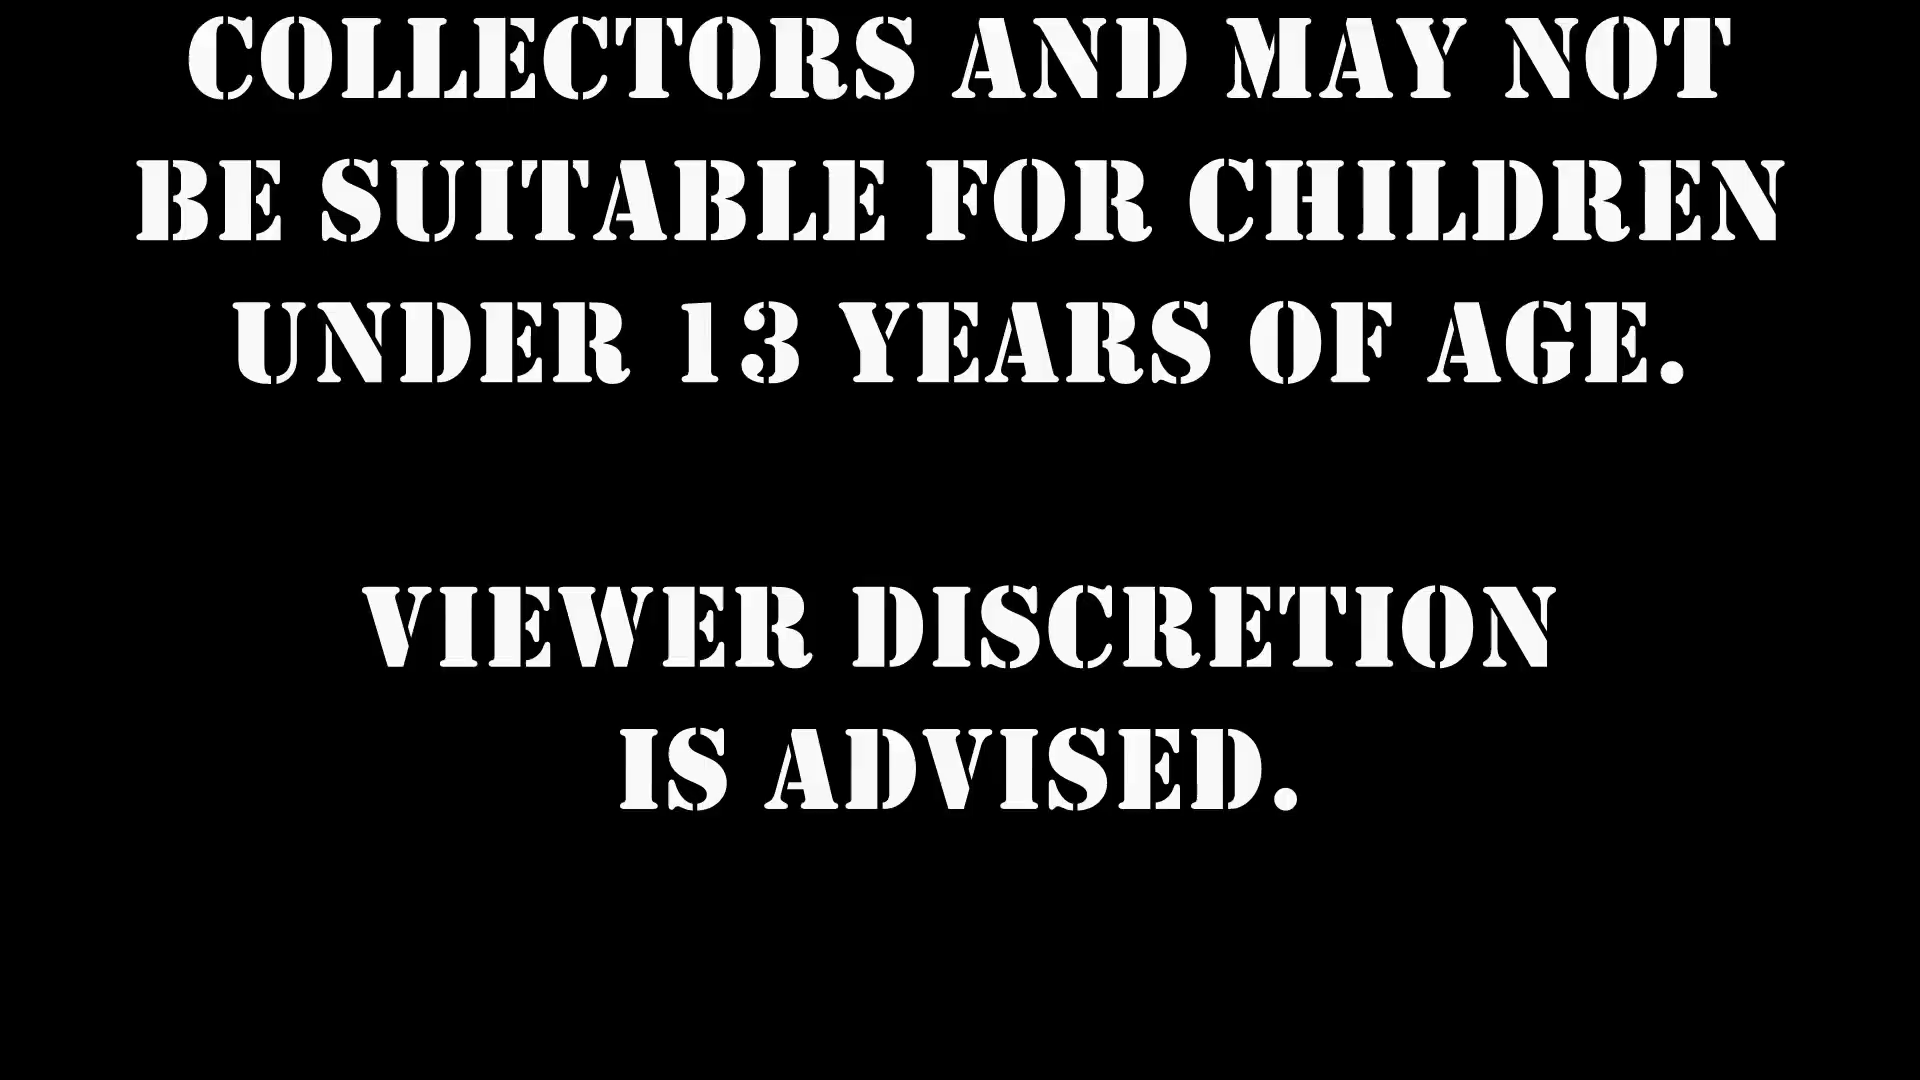 COLLECTORS AND MAY NOT
BE SUITABLE FOR CHILDREN
UNDER 13 YEARS OF AGE.
VIEWER DISCRETION
IS ADVISED.